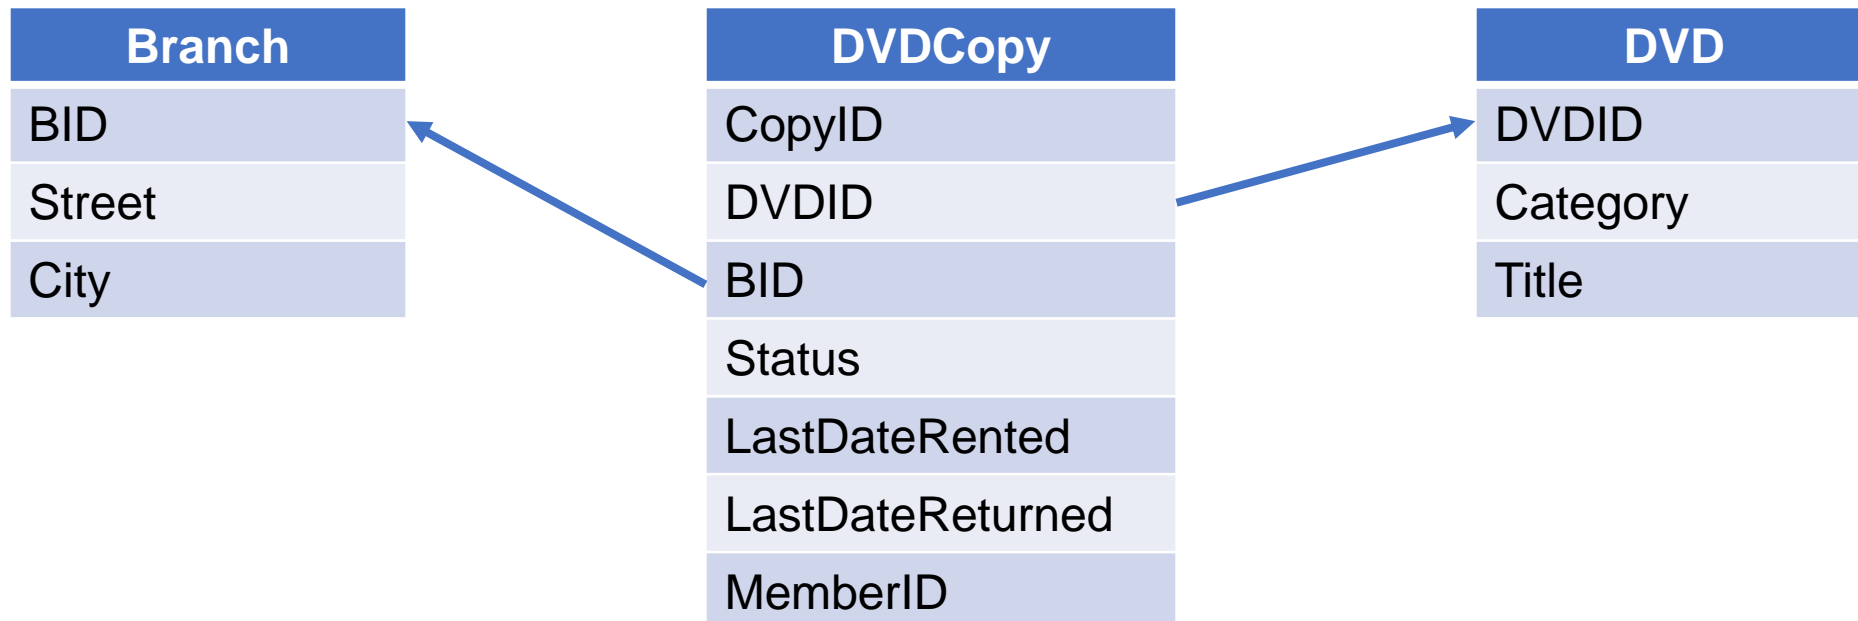 Branch
BID
Street
City
DVDCopy
CopyID
DVDID
BID
Status
LastDateRented
LastDateReturned
MemberID
DVD
DVDID
Category
Title